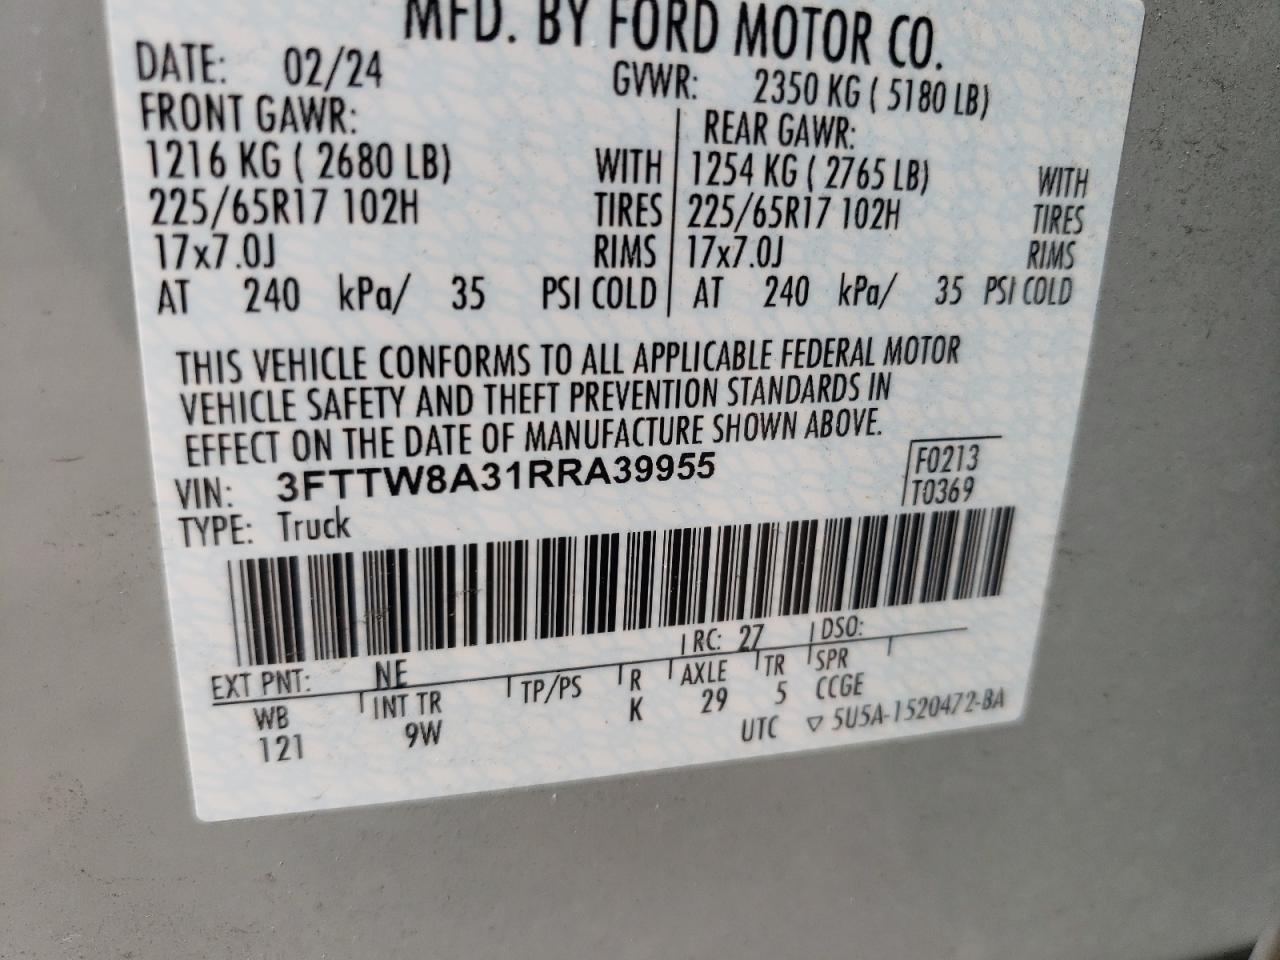 MFD. BY FORD MOTOR CO.
DATE: 02/24 GVWR: 2350 KG ( 5180 LB)
FRONT GAWR: REAR GAWR:
1216 KG ( 2680 LB) WITH 1254 KG ( 2765 LB) WITH
225/65R17 102H TIRES 225/65R17 102H TIRES
17x7.0J RIMS 17x7.0J RIMS
AT 240 kPa/ 35 PSI COLD AT 240 kPa/ 35 PSI COLD
THIS VEHICLE CONFORMS TO ALL APPLICABLE FEDERAL MOTOR
VEHICLE SAFETY AND THEFT PREVENTION STANDARDS IN
EFFECT ON THE DATE OF MANUFACTURE SHOWN ABOVE.
VIN: 3FTTW8A31RRA39955 F0213
TYPE: Truck T0369
EXT PNT: NE RC: 27 DSO:
WB INT TR TP/PS R AXLE TR SPR
121 9W K 29 5 CCGE
UTC ▽ 5U5A-1520472-BA